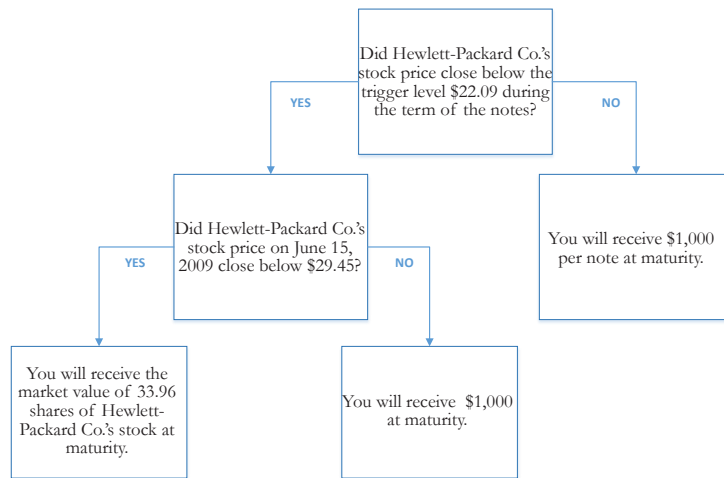 Did Hewlett-Packard Co.'s
stock price close below the
trigger level $22.09 during
the term of the notes?
YES
NO
Did Hewlett-Packard Co.'s
stock price on June 15,
2009 close below $29.45?
You will receive $1,000
per note at maturity.
YES
NO
You will receive the
market value of 33.96
shares of Hewlett-
Packard Co.'s stock at
maturity.
You will receive $1,000
at maturity.